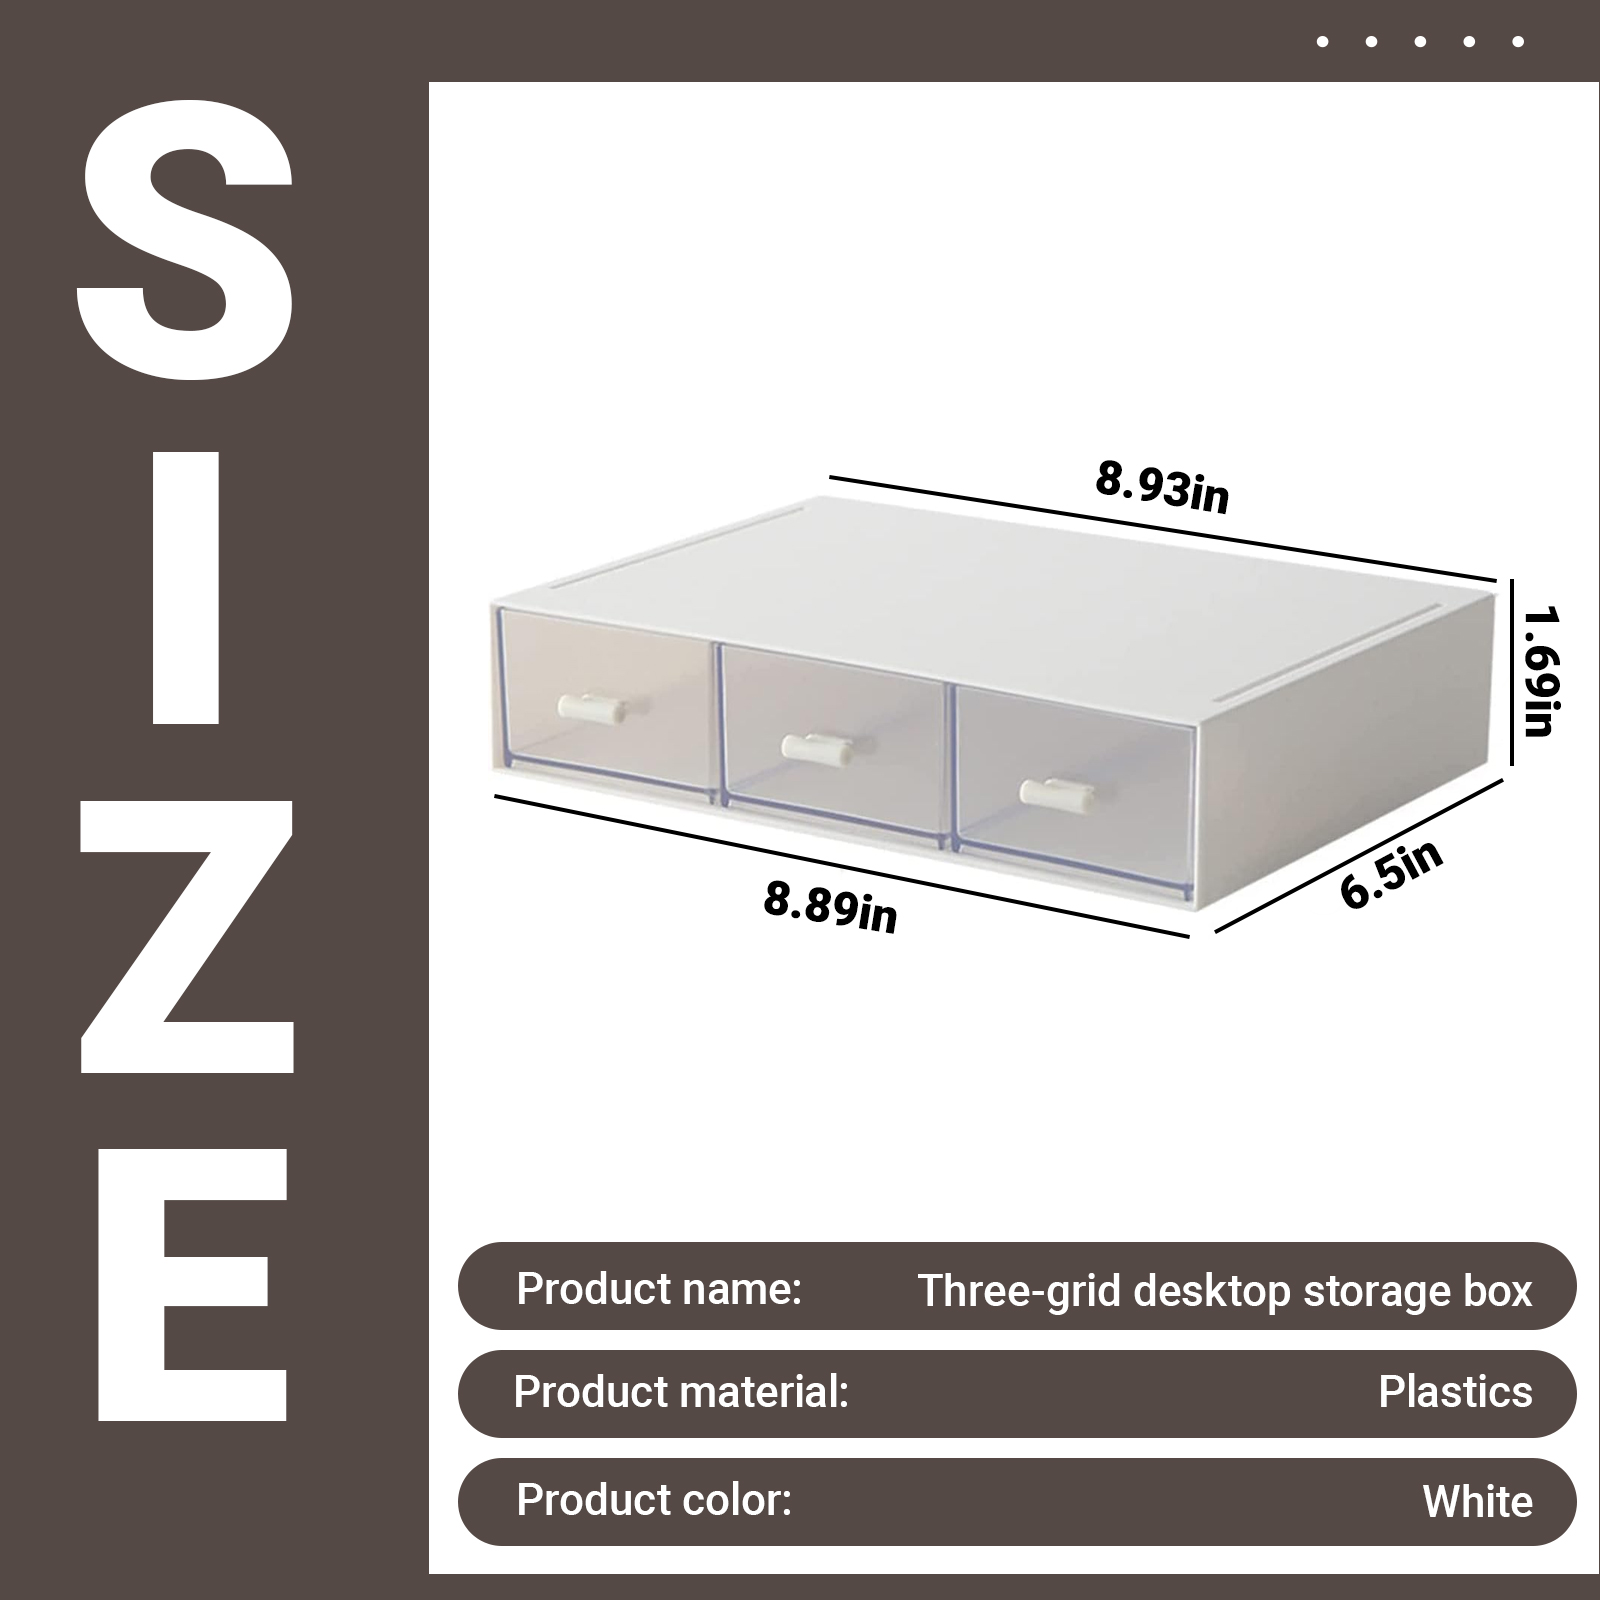 SIZE
8.93in
1.69in
6.5in
8.89in
Product name: Three-grid desktop storage box
Product material: Plastics
Product color: White